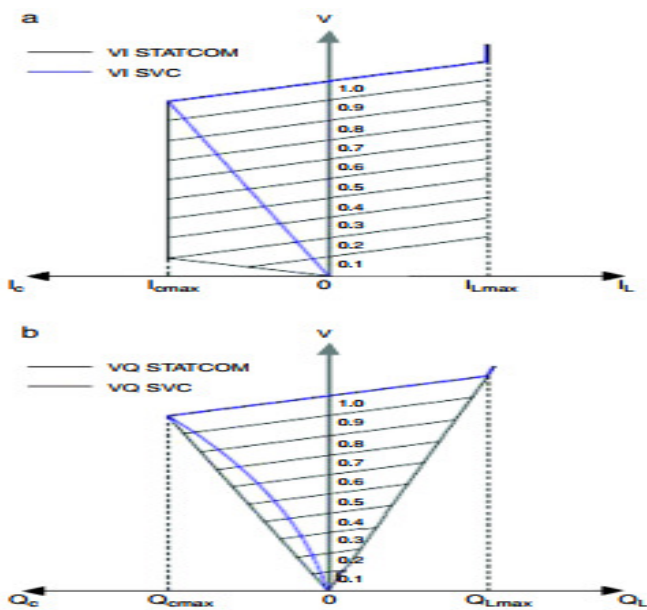 a
V
VI STATCOM
VI SVC
1.0
0.9
0.8
0.7
0.6
0.5
0.4
0.3
0.2
0.1
Ic Icmax 0 ILmax IL
b
V
VQ STATCOM
VQ SVC
1.0
0.9
0.8
0.7
0.6
0.5
0.4
0.3
0.2
0.1
Qc Qcmax 0 QLmax QL